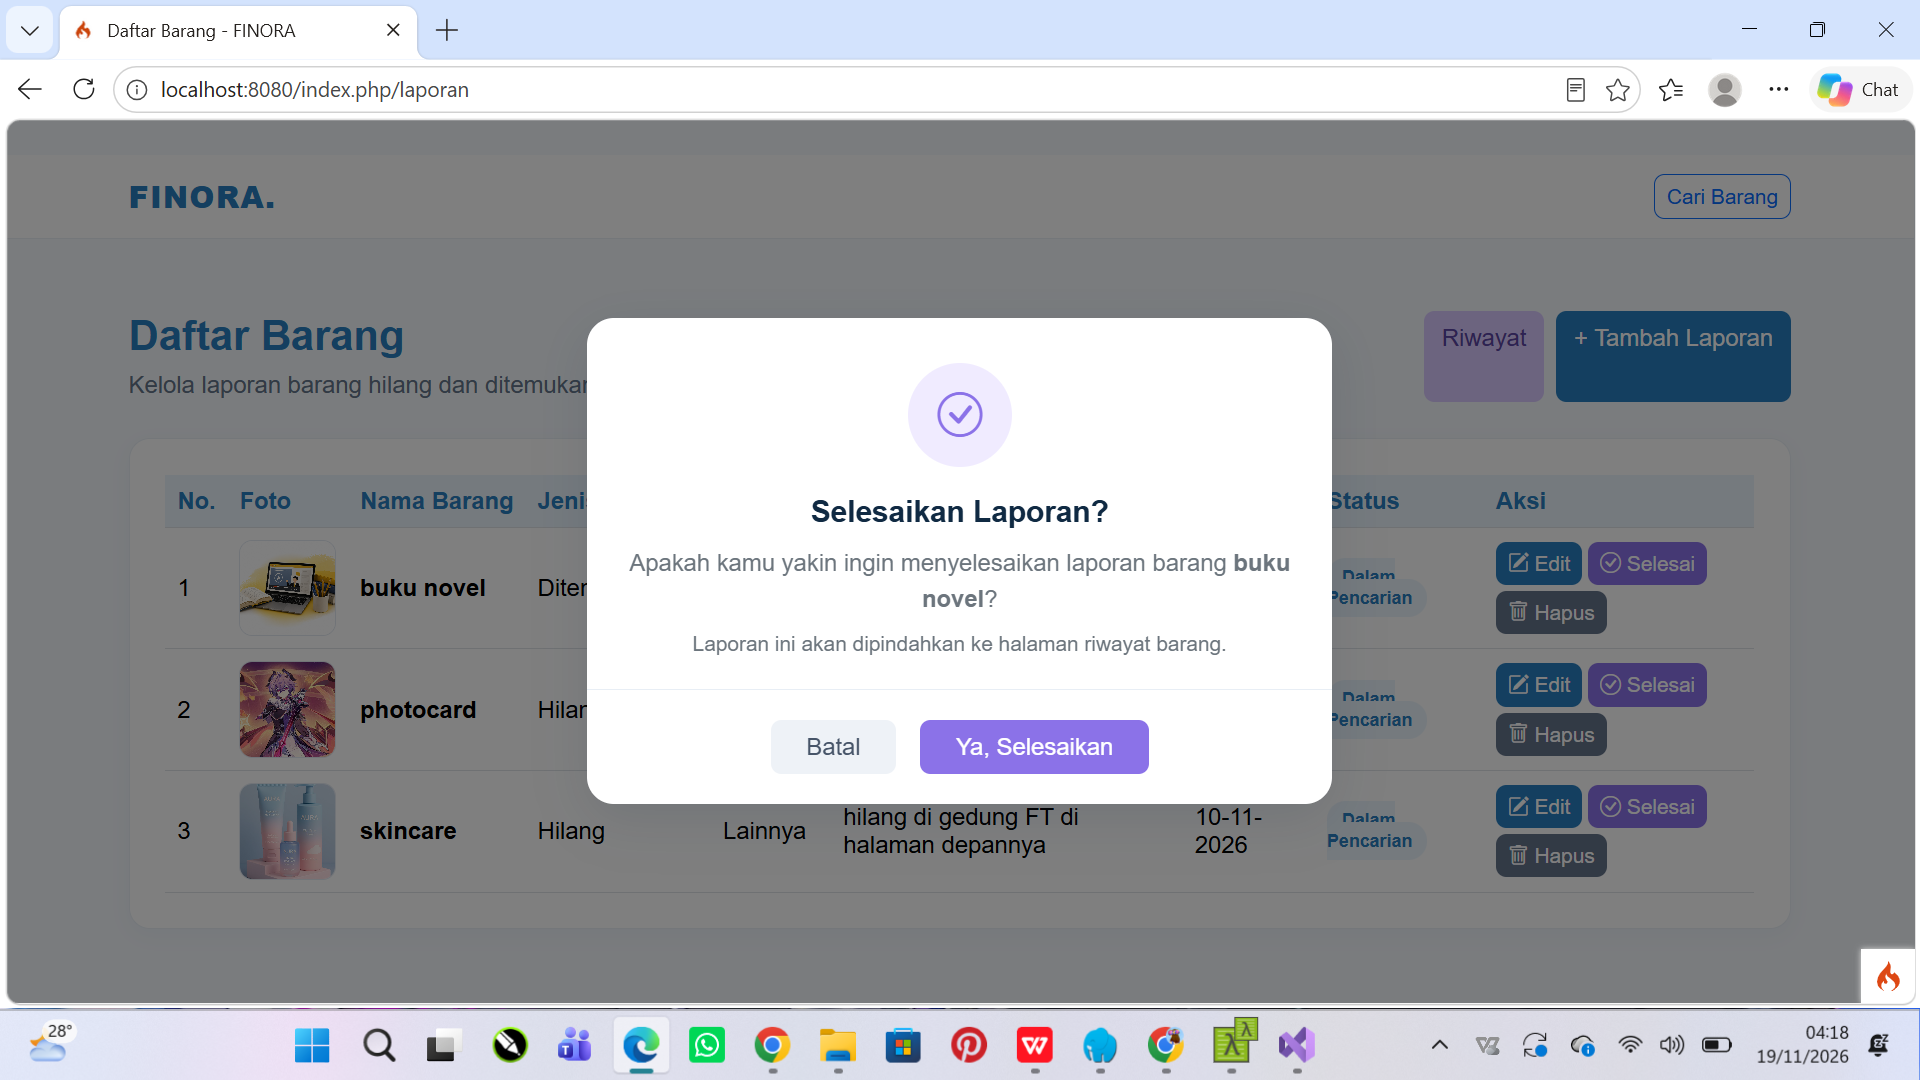 Daftar Barang - FINORA
localhost:8080/index.php/laporan
Chat
FINORA.
Cari Barang
Daftar Barang
Kelola laporan barang hilang dan ditemukan
Riwayat
+ Tambah Laporan
No. Foto Nama Barang Jenis Status Aksi
1 buku novel Dalam Pencarian Edit Selesai
Hapus
2 photocard Dalam Pencarian Edit Selesai
Hapus
3 skincare Hilang Lainnya hilang di gedung FT di halaman depannya 10-11-2026 Dalam Pencarian Edit Selesai
Hapus
Selesaikan Laporan?
Apakah kamu yakin ingin menyelesaikan laporan barang buku
novel?
Laporan ini akan dipindahkan ke halaman riwayat barang.
Batal
Ya, Selesaikan
28°
04:18
19/11/2026